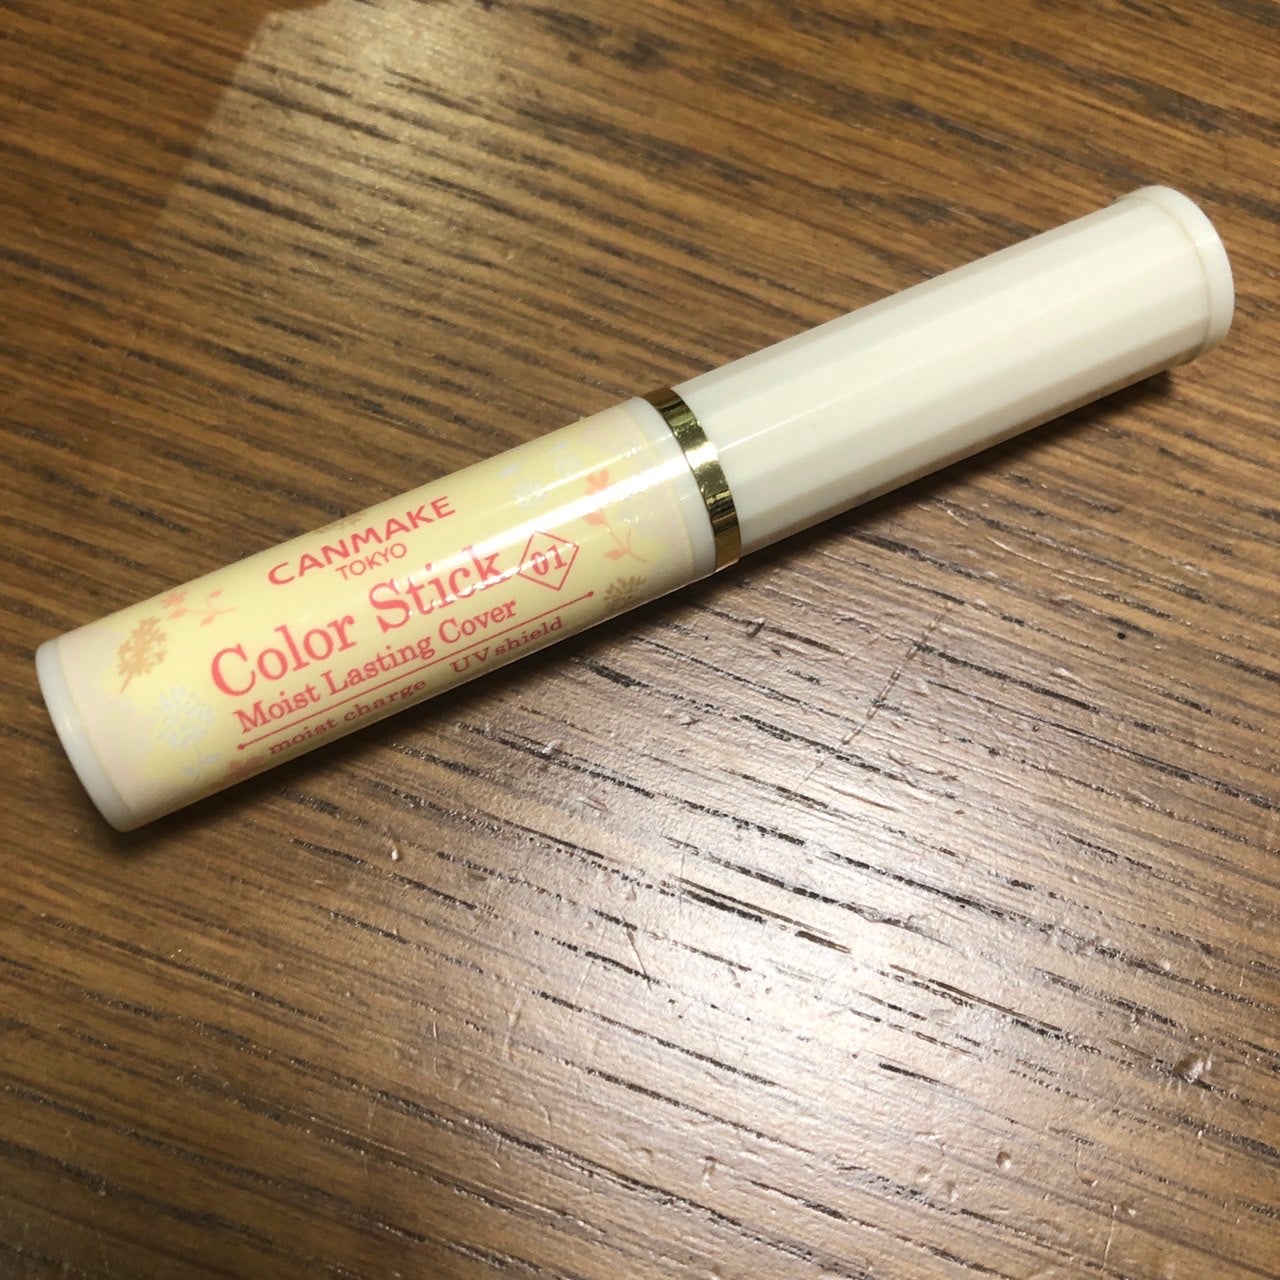 CANMAKE
TOKYO
Color Stick 01
Moist Lasting Cover
moist charge UV shield